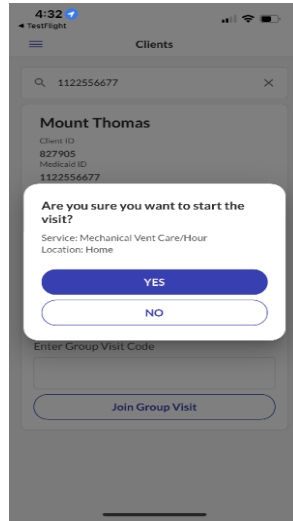 4:32
◀ TestFlight
Clients
1122556677
Mount Thomas
Client ID
827905
Medicaid ID
1122556677
Are you sure you want to start the
visit?
Service: Mechanical Vent Care/Hour
Location: Home
YES
NO
Enter Group Visit Code
Join Group Visit